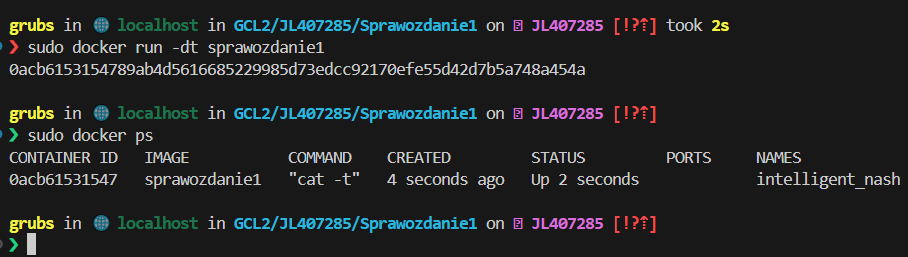 grubs in 🌐 localhost in GCL2/JL407285/Sprawozdanie1 on JL407285 [!?⇡] took 2s
❯ sudo docker run -dt sprawozdanie1
0acb6153154789ab4d5616685229985d73edcc92170efe55d42d7b5a748a454a
grubs in 🌐 localhost in GCL2/JL407285/Sprawozdanie1 on JL407285 [!?⇡]
❯ sudo docker ps
CONTAINER ID   IMAGE           COMMAND    CREATED         STATUS         PORTS     NAMES
0acb61531547   sprawozdanie1   "cat -t"   4 seconds ago   Up 2 seconds             intelligent_nash
grubs in 🌐 localhost in GCL2/JL407285/Sprawozdanie1 on JL407285 [!?⇡]
❯